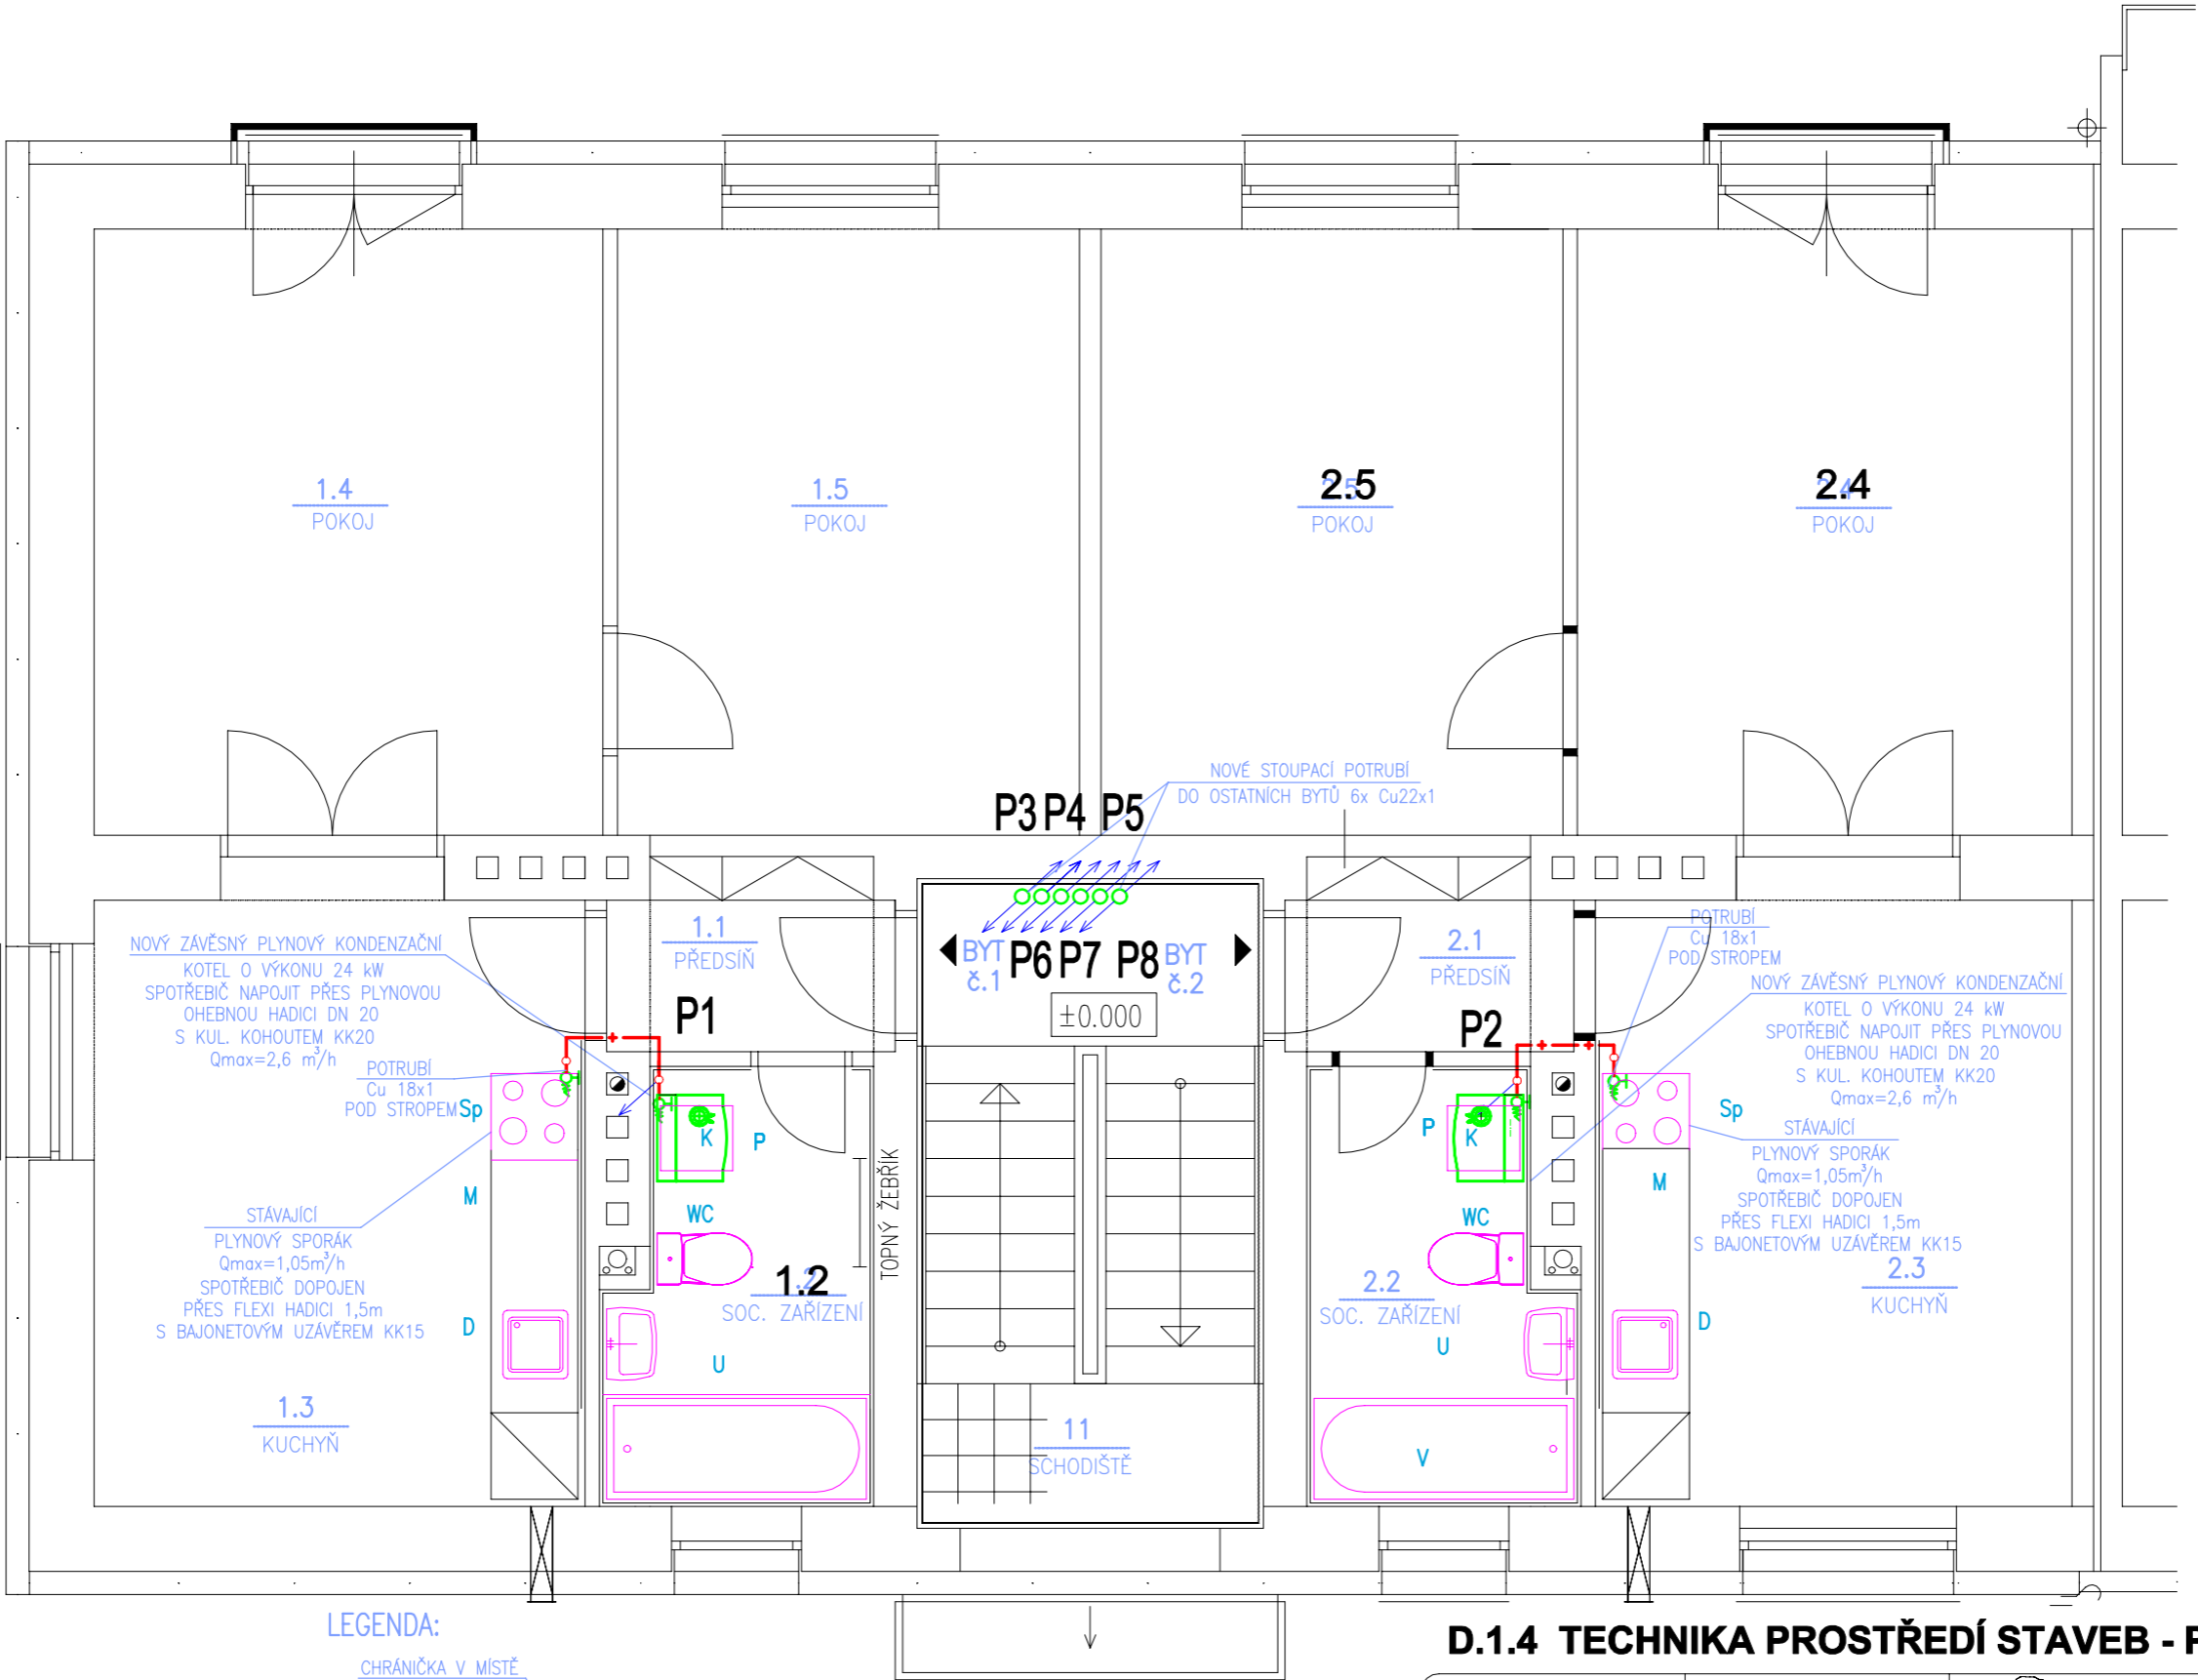 1.4
POKOJ
1.5
POKOJ
2.5
POKOJ
2.4
POKOJ
NOVÉ STOUPACÍ POTRUBÍ
DO OSTATNÍCH BYTŮ 6x Cu22x1
P3 P4 P5
NOVÝ ZÁVĚSNÝ PLYNOVÝ KONDENZAČNÍ
KOTEL O VÝKONU 24 kW
SPOTŘEBIČ NAPOJIT PŘES PLYNOVOU
OHEBNOU HADICI DN 20
S KUL. KOHOUTEM KK20
Qmax=2,6 m³/h
POTRUBÍ
Cu 18x1
POD STROPEM
Sp
M
STÁVAJÍCÍ
PLYNOVÝ SPORÁK
Qmax=1,05m³/h
SPOTŘEBIČ DOPOJEN
PŘES FLEXI HADICI 1,5m
S BAJONETOVÝM UZÁVĚREM KK15
D
1.3
KUCHYŇ
1.1
PŘEDSÍŇ
P1
K
P
WC
1.2
SOC. ZAŘÍZENÍ
U
TOPNÝ ŽEBŘÍK
BYT
č.1
P6 P7 P8
BYT
č.2
±0.000
11
SCHODIŠTĚ
2.1
PŘEDSÍŇ
P2
P
K
WC
2.2
SOC. ZAŘÍZENÍ
U
V
POTRUBÍ
Cu 18x1
POD STROPEM
NOVÝ ZÁVĚSNÝ PLYNOVÝ KONDENZAČNÍ
KOTEL O VÝKONU 24 kW
SPOTŘEBIČ NAPOJIT PŘES PLYNOVOU
OHEBNOU HADICI DN 20
S KUL. KOHOUTEM KK20
Qmax=2,6 m³/h
Sp
STÁVAJÍCÍ
PLYNOVÝ SPORÁK
Qmax=1,05m³/h
M
SPOTŘEBIČ DOPOJEN
PŘES FLEXI HADICI 1,5m
S BAJONETOVÝM UZÁVĚREM KK15
2.3
KUCHYŇ
D
LEGENDA:
CHRÁNIČKA V MÍSTĚ
D.1.4 TECHNIKA PROSTŘEDÍ STAVEB - P